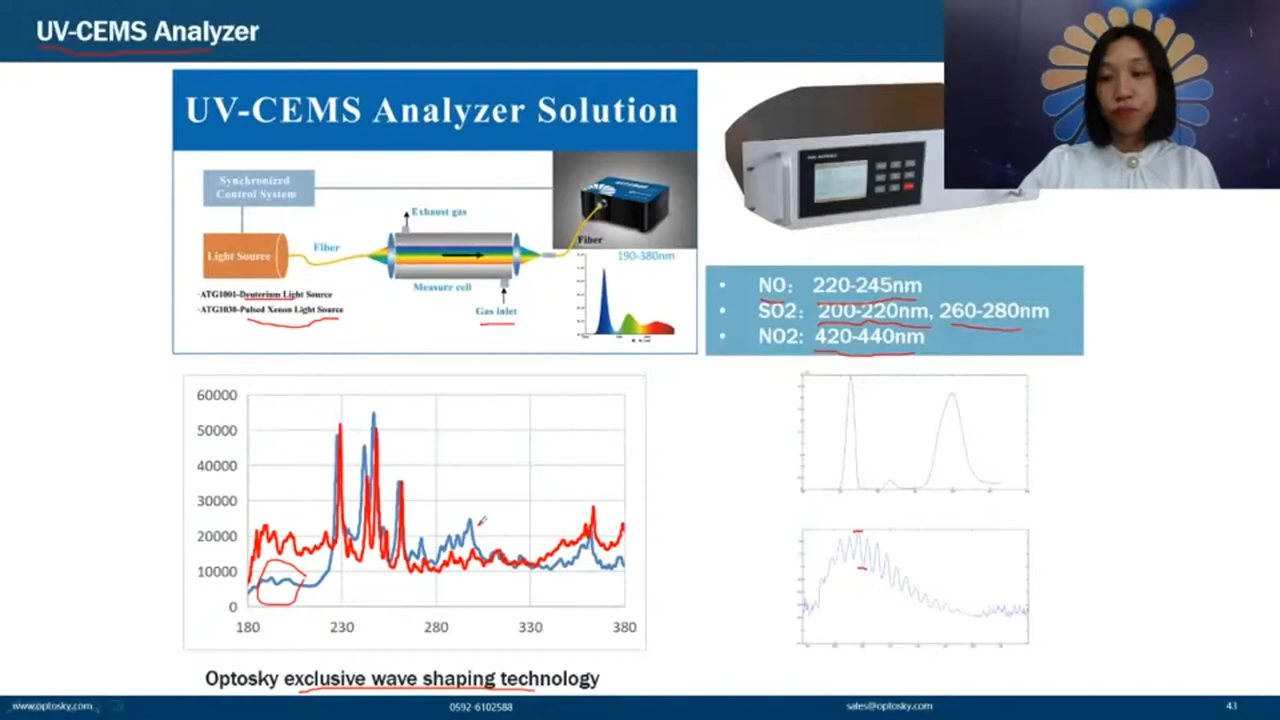 UV-CEMS Analyzer
UV-CEMS Analyzer Solution
Synchronized
Control System
Exhaust gas
Fiber
Light Source
Fiber
190-380nm
Measure cell
Gas inlet
·ATG1001-Deuterium Light Source
·ATG1030-Pulsed Xenon Light Source
• NO: 220-245nm
• SO2: 200-220nm, 260-280nm
• NO2: 420-440nm
60000
50000
40000
30000
20000
10000
0
180 230 280 330 380
Optosky exclusive wave shaping technology
www.optosky.com 0592-6102588 sales@optosky.com 43